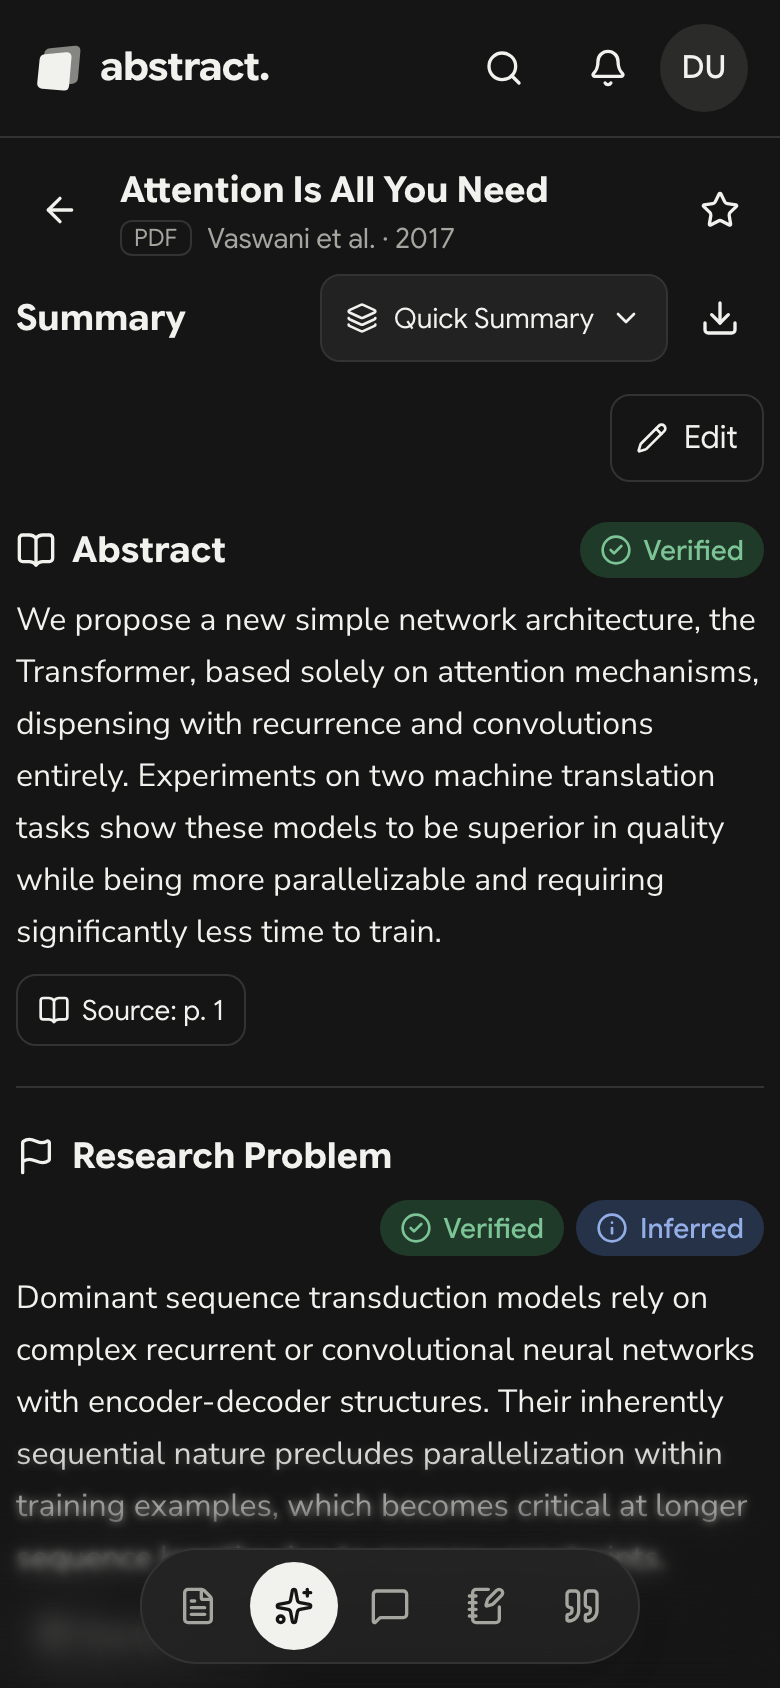 abstract.
DU
Attention Is All You Need
PDF
Vaswani et al. · 2017
Summary
Quick Summary
Edit
Abstract
Verified
We propose a new simple network architecture, the
Transformer, based solely on attention mechanisms,
dispensing with recurrence and convolutions
entirely. Experiments on two machine translation
tasks show these models to be superior in quality
while being more parallelizable and requiring
significantly less time to train.
Source: p. 1
Research Problem
Verified
Inferred
Dominant sequence transduction models rely on
complex recurrent or convolutional neural networks
with encoder-decoder structures. Their inherently
sequential nature precludes parallelization within
training examples, which becomes critical at longer
sequence